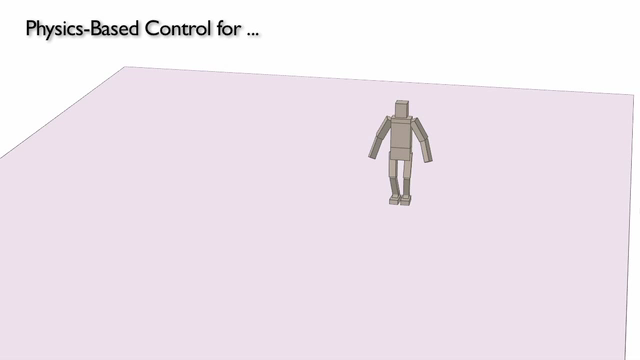 Physics-Based Control for ...